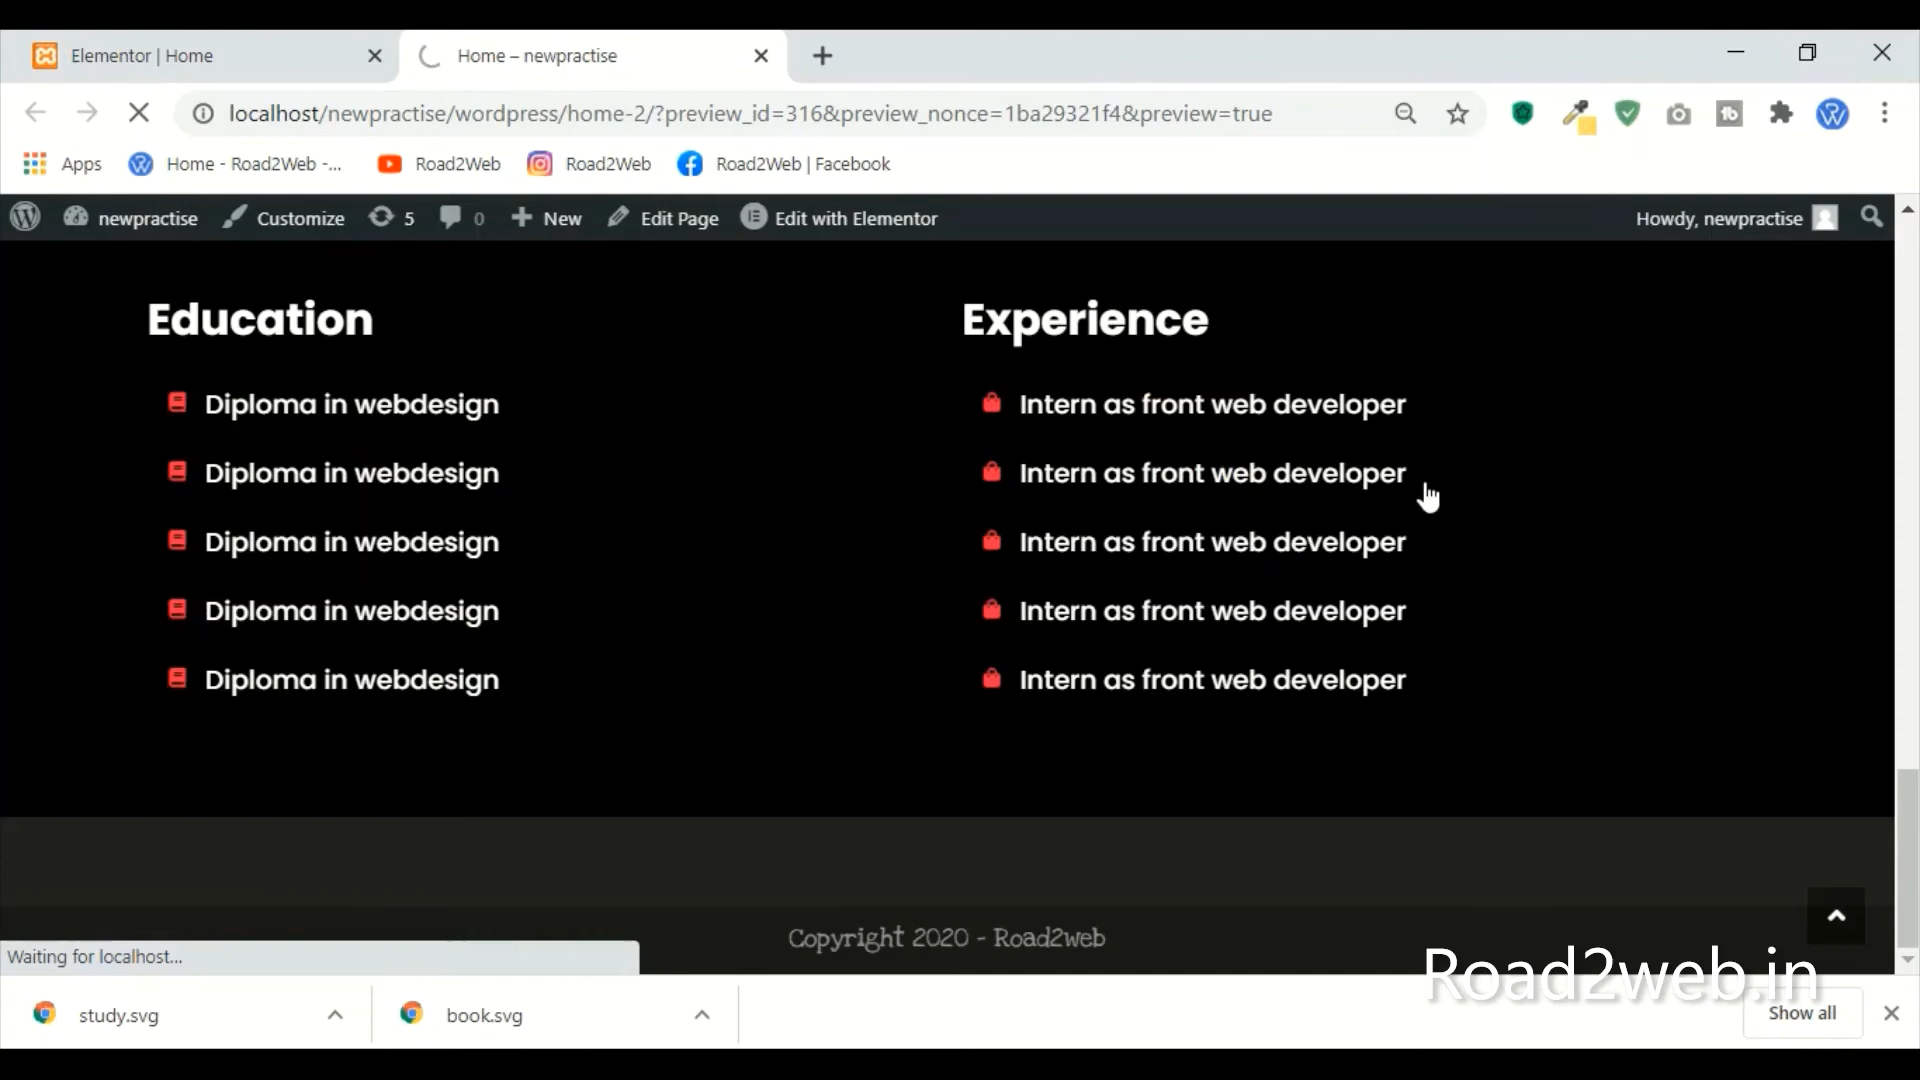 Elementor | Home
Home – newpractise
localhost/newpractise/wordpress/home-2/?preview_id=316&preview_nonce=1ba29321f4&preview=true
Apps
Home - Road2Web -...
Road2Web
Road2Web
Road2Web | Facebook
newpractise
Customize
5
0
New
Edit Page
Edit with Elementor
Howdy, newpractise
Education
Diploma in webdesign
Diploma in webdesign
Diploma in webdesign
Diploma in webdesign
Diploma in webdesign
Experience
Intern as front web developer
Intern as front web developer
Intern as front web developer
Intern as front web developer
Intern as front web developer
Copyright 2020 - Road2web
Waiting for localhost...
Road2web.in
study.svg
book.svg
Show all